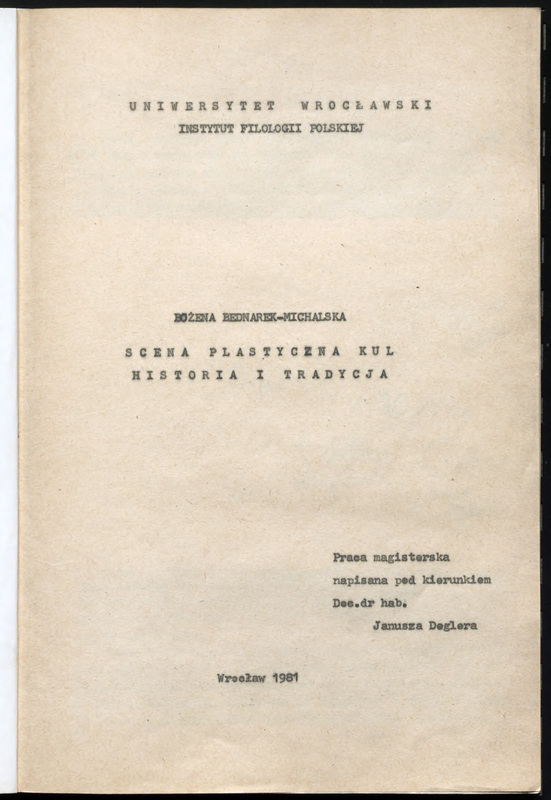 UNIWERSYTET WROCŁAWSKI
INSTYTUT FILOLOGII POLSKIEJ
BOŻENA BEDNAREK-MICHALSKA
SCENA PLASTYCZNA KUL
HISTORIA I TRADYCJA
Praca magisterska
napisana pod kierunkiem
Doc.dr hab.
Janusza Deglera
Wrocław 1981